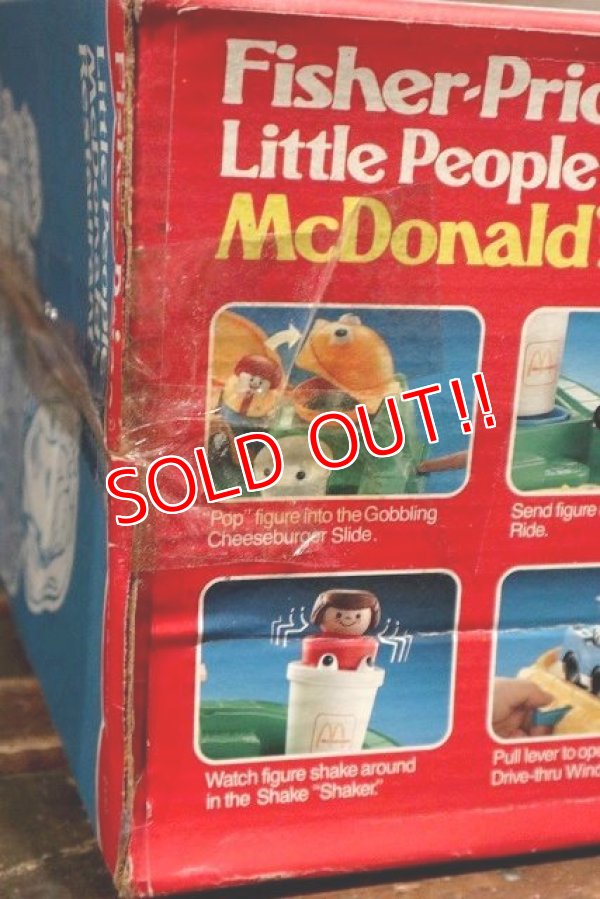 Fisher-Pric
Little People
McDonald'
SOLD OUT!!
"Pop" figure into the Gobbling
Cheeseburger Slide.
Send figure
Ride.
Watch figure shake around
in the Shake "Shaker."
Pull lever to ope
Drive-thru Wind